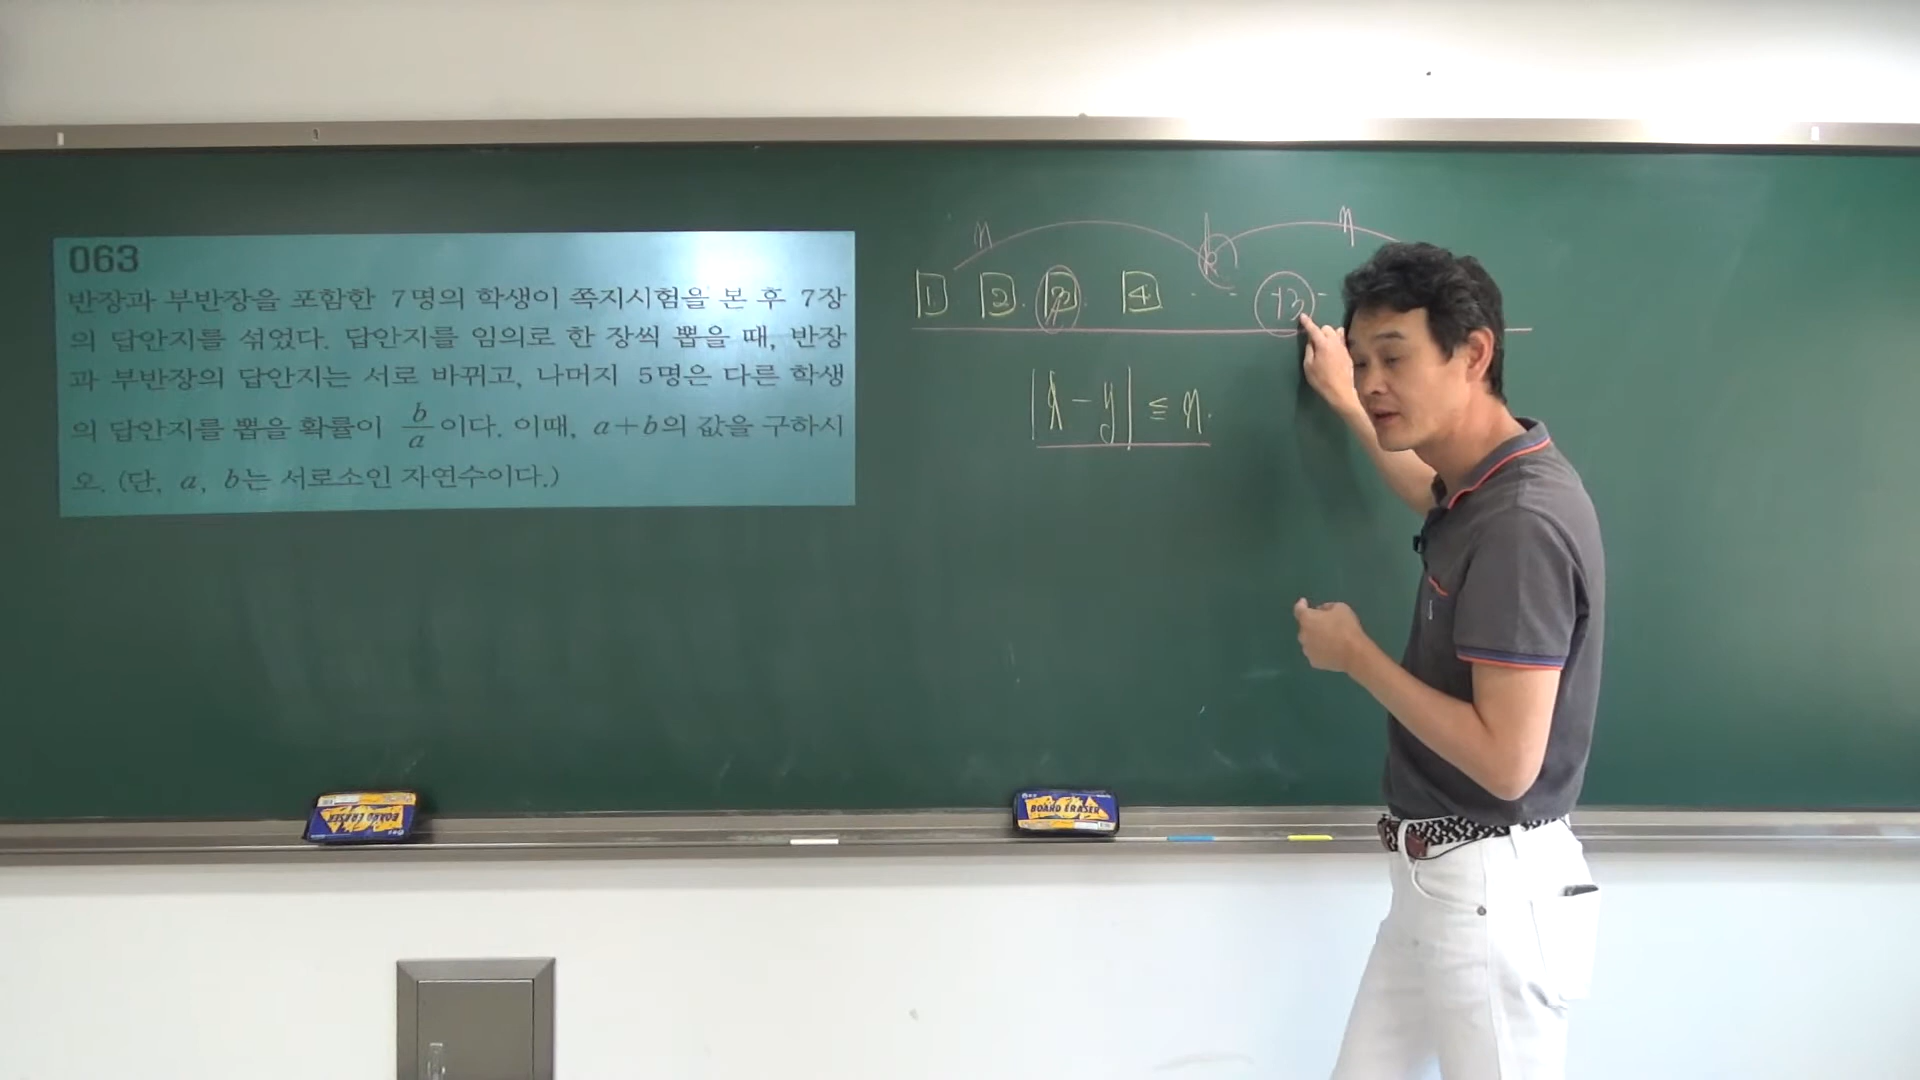 063
반장과 부반장을 포함한 7명의 학생이 쪽지시험을 본 후 7장
의 답안지를 섞었다. 답안지를 임의로 한 장씩 뽑을 때, 반장
과 부반장의 답안지는 서로 바뀌고, 나머지 5명은 다른 학생
의 답안지를 뽑을 확률이 b/a이다. 이때, a+b의 값을 구하시
오. (단, a, b는 서로소인 자연수이다.)
n n
1 2 . . 4 . - 13 -
|x-y| ≤ n.
BOARD ERASER
BOARD ERASER